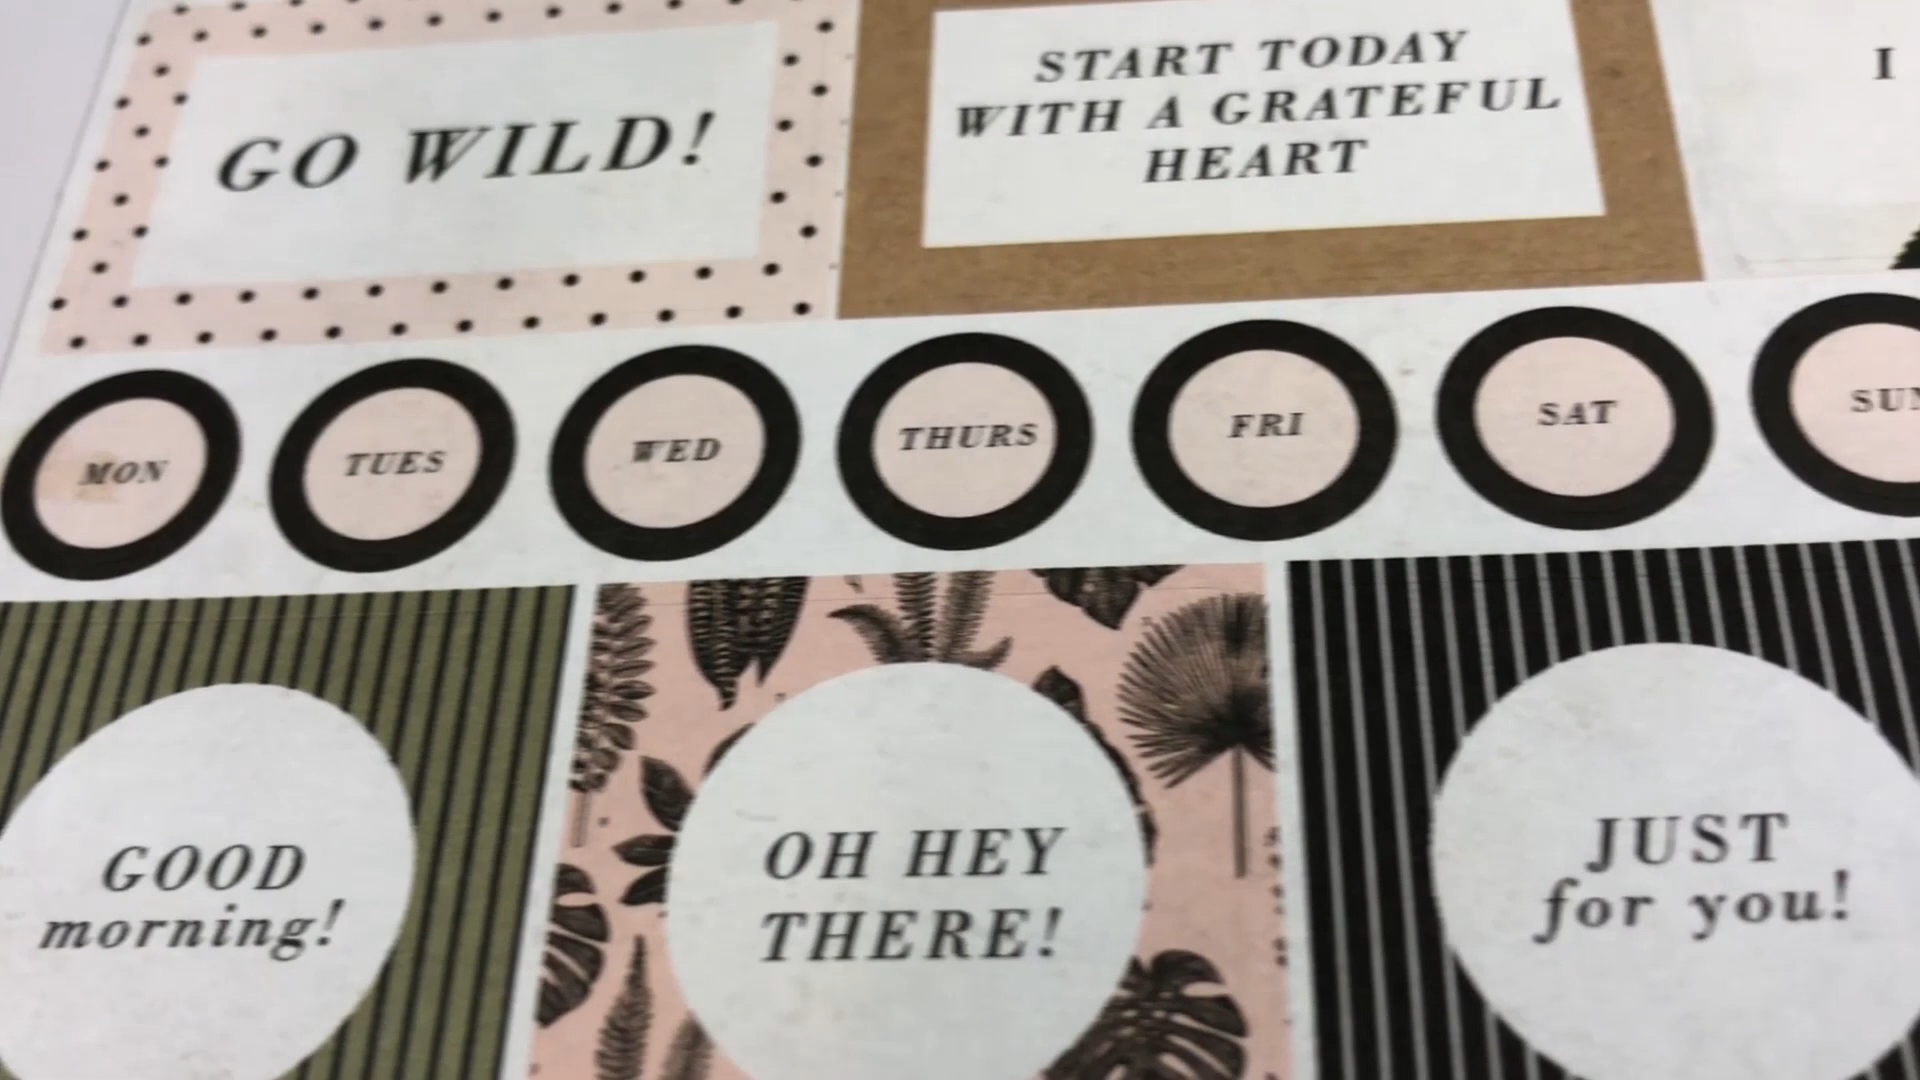 GO WILD!
START TODAY
WITH A GRATEFUL
HEART
I
MON
TUES
WED
THURS
FRI
SAT
SUN
GOOD
morning!
OH HEY
THERE!
JUST
for you!